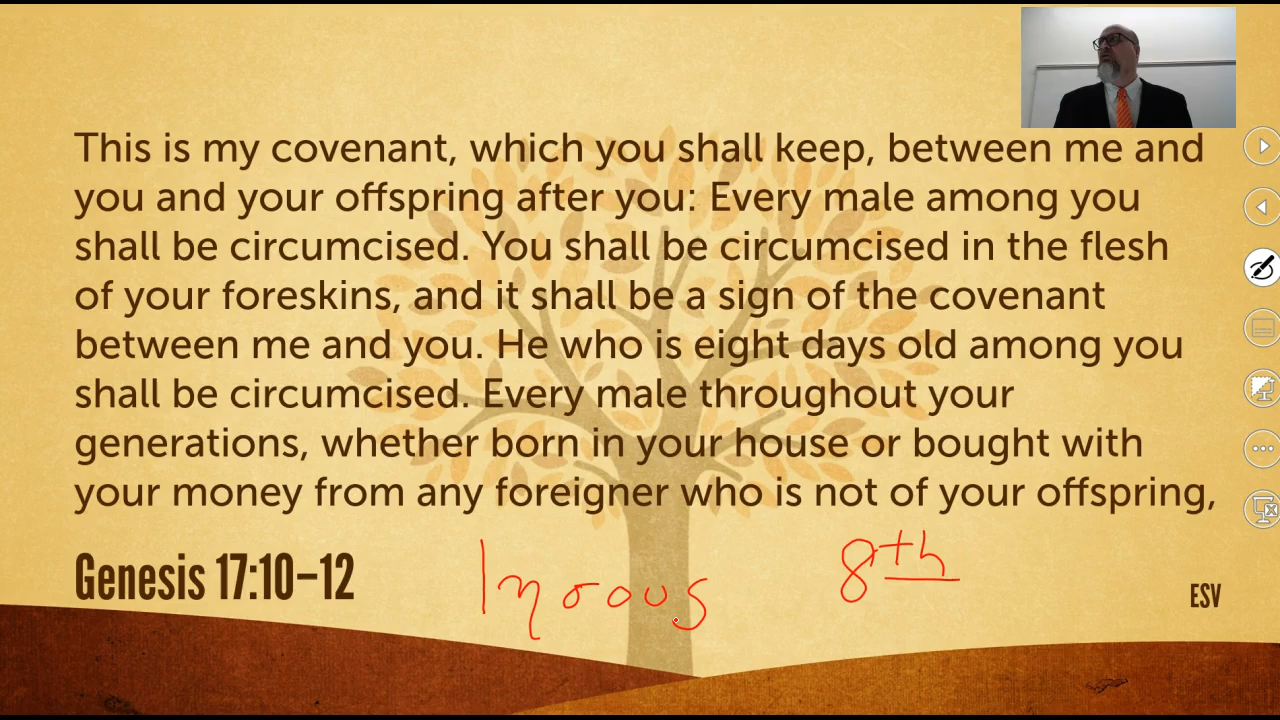 This is my covenant, which you shall keep, between me and
you and your offspring after you: Every male among you
shall be circumcised. You shall be circumcised in the flesh
of your foreskins, and it shall be a sign of the covenant
between me and you. He who is eight days old among you
shall be circumcised. Every male throughout your
generations, whether born in your house or bought with
your money from any foreigner who is not of your offspring,
Genesis 17:10–12
Ιησους
8th
ESV